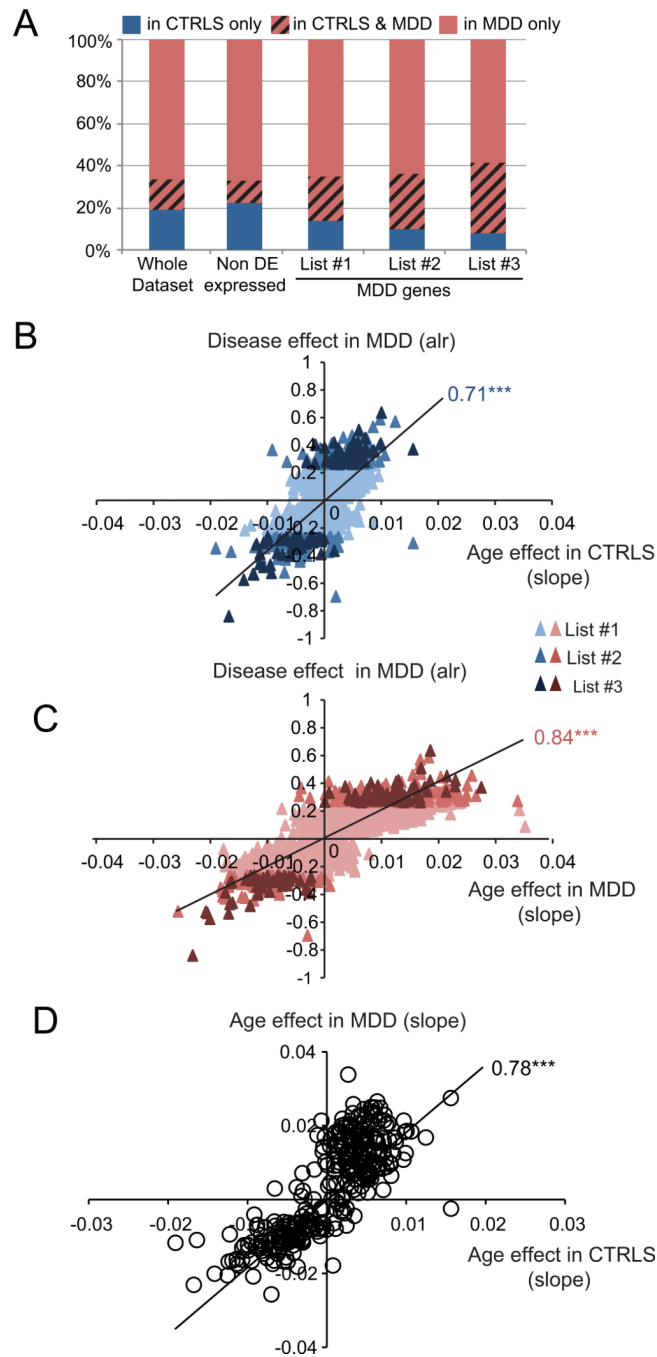 A
in CTRLS only in CTRLS & MDD in MDD only
100%
80%
60%
40%
20%
0%
Whole Dataset
Non DE expressed
List #1
List #2
List #3
MDD genes
B
Disease effect in MDD (alr)
1
0.8
0.6
0.4
0.2
0.71***
-0.04 -0.03 -0.02 -0.01 0 0.01 0.02 0.03 0.04
-0.2
-0.4
-0.6
-0.8
-1
Age effect in CTRLS
(slope)
List #1
List #2
List #3
C
Disease effect in MDD (alr)
1
0.8
0.6
0.4
0.2
0.84***
-0.04 -0.03 -0.02 -0.01 0 0.01 0.02 0.03 0.04
-0.2
-0.4
-0.6
-0.8
-1
Age effect in MDD
(slope)
D
Age effect in MDD (slope)
0.04
0.78***
0.02
-0.03 -0.02 0.01 0.02 0.03
-0.02
-0.04
Age effect in CTRLS
(slope)